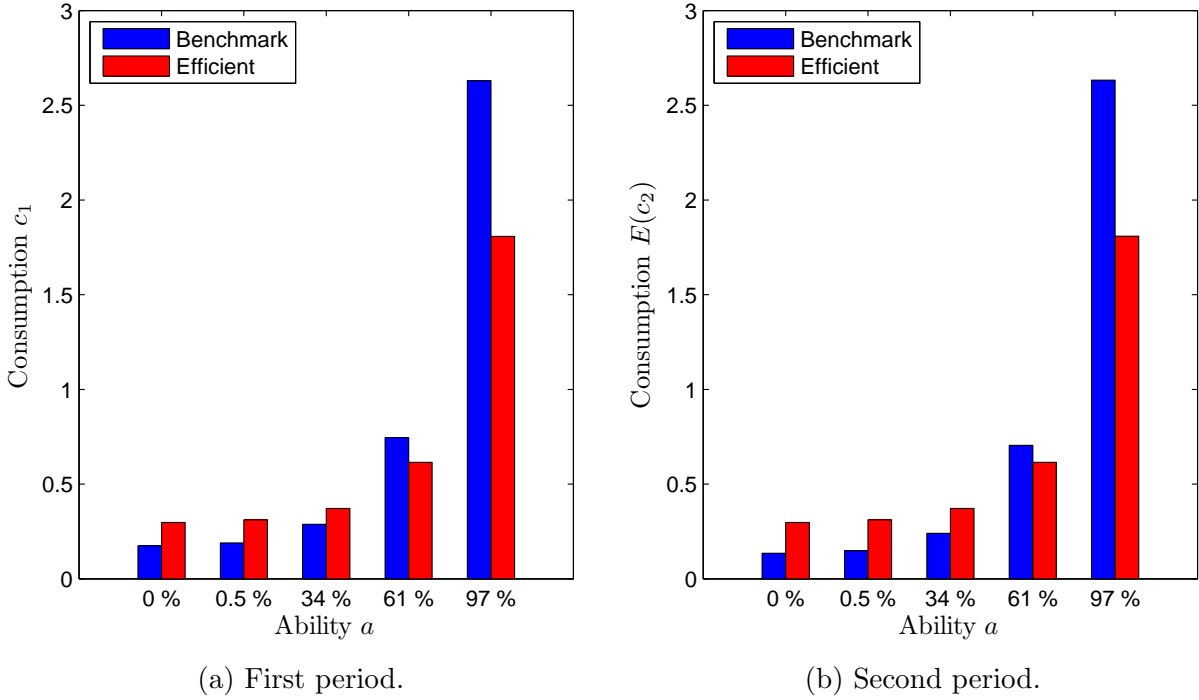 3
2.5
2
1.5
1
0.5
0
Consumption c₁
Benchmark
Efficient
0 % 0.5 % 34 % 61 % 97 %
Ability a
(a) First period.
3
2.5
2
1.5
1
0.5
0
Consumption E(c₂)
Benchmark
Efficient
0 % 0.5 % 34 % 61 % 97 %
Ability a
(b) Second period.